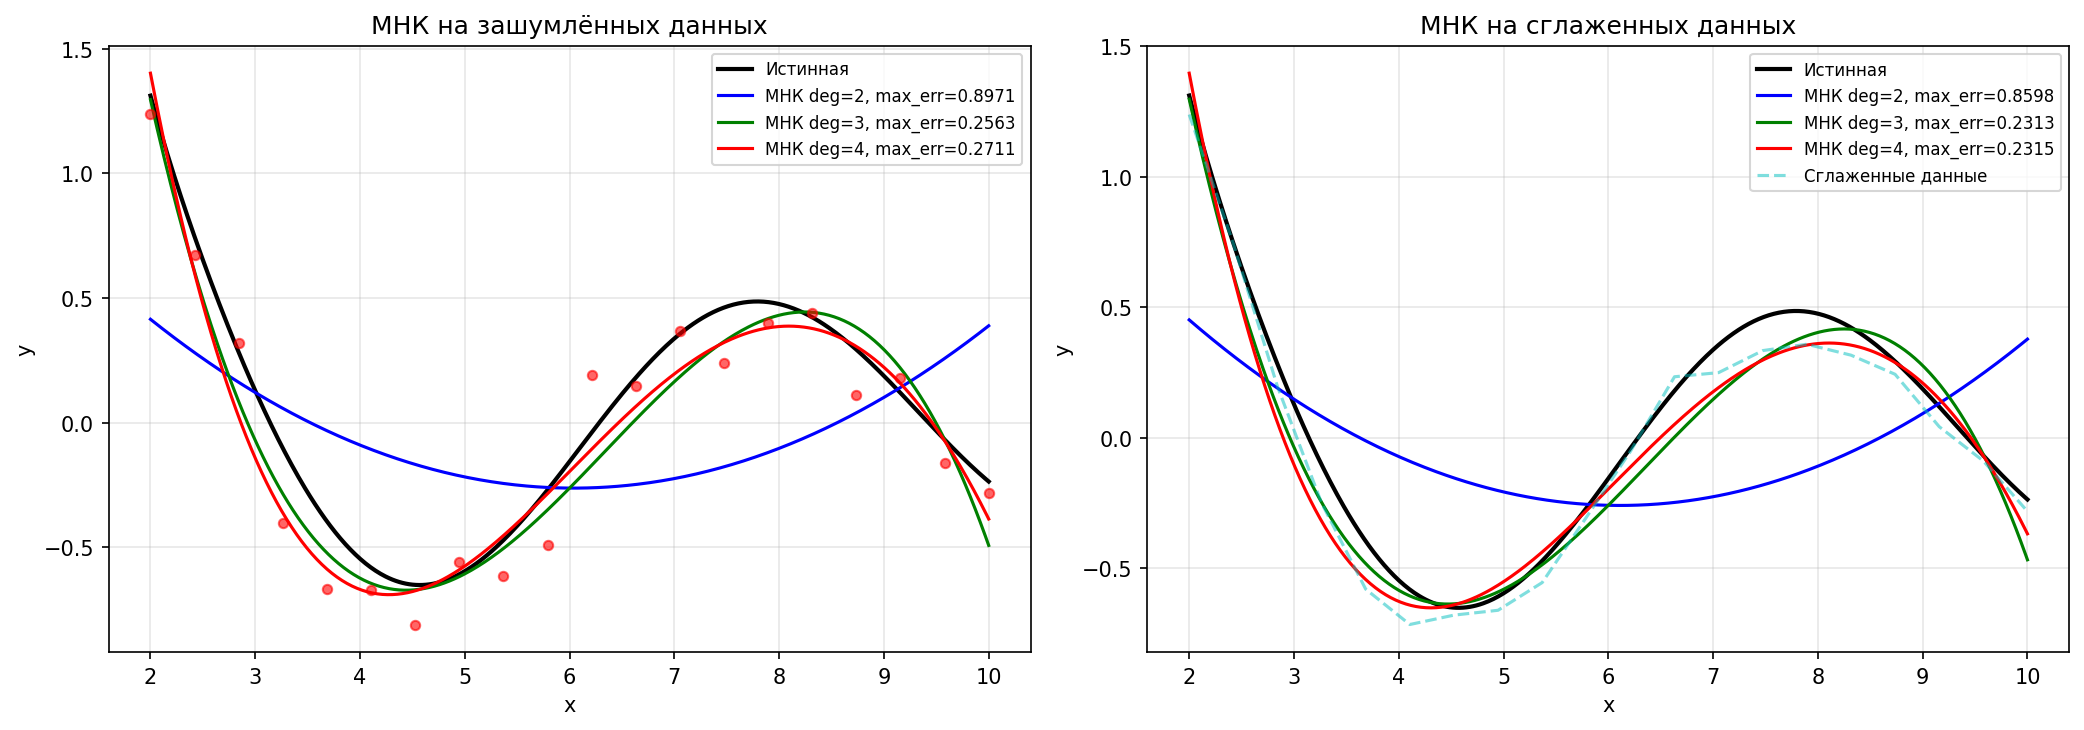 МНК на зашумлённых данных
Истинная
МНК deg=2, max_err=0.8971
МНК deg=3, max_err=0.2563
МНК deg=4, max_err=0.2711
1.5
1.0
0.5
0.0
−0.5
y
2 3 4 5 6 7 8 9 10
x
МНК на сглаженных данных
Истинная
МНК deg=2, max_err=0.8598
МНК deg=3, max_err=0.2313
МНК deg=4, max_err=0.2315
Сглаженные данные
1.5
1.0
0.5
0.0
−0.5
y
2 3 4 5 6 7 8 9 10
x